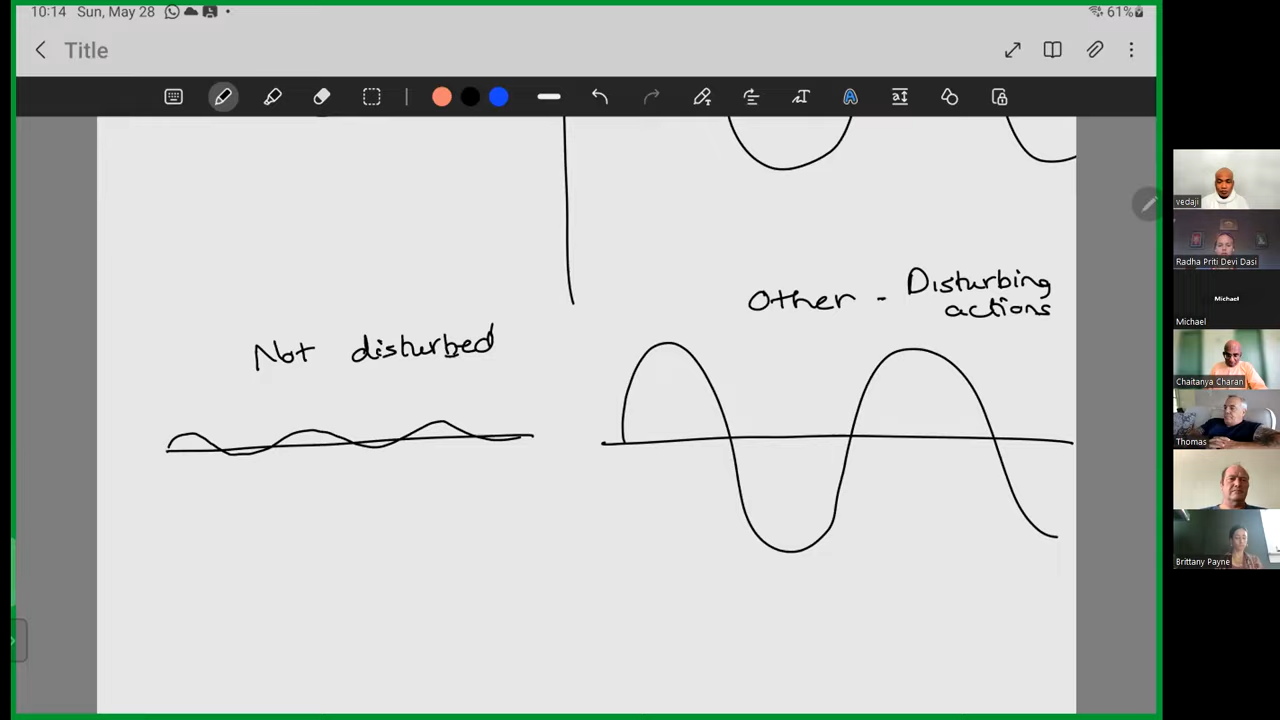 10:14 Sun, May 28
61%
Title
Other - Disturbing
actions
Not disturbed
vedaji
Radha Priti Devi Dasi
Michael
Michael
Chaitanya Charan
Thomas
Brittany Payne